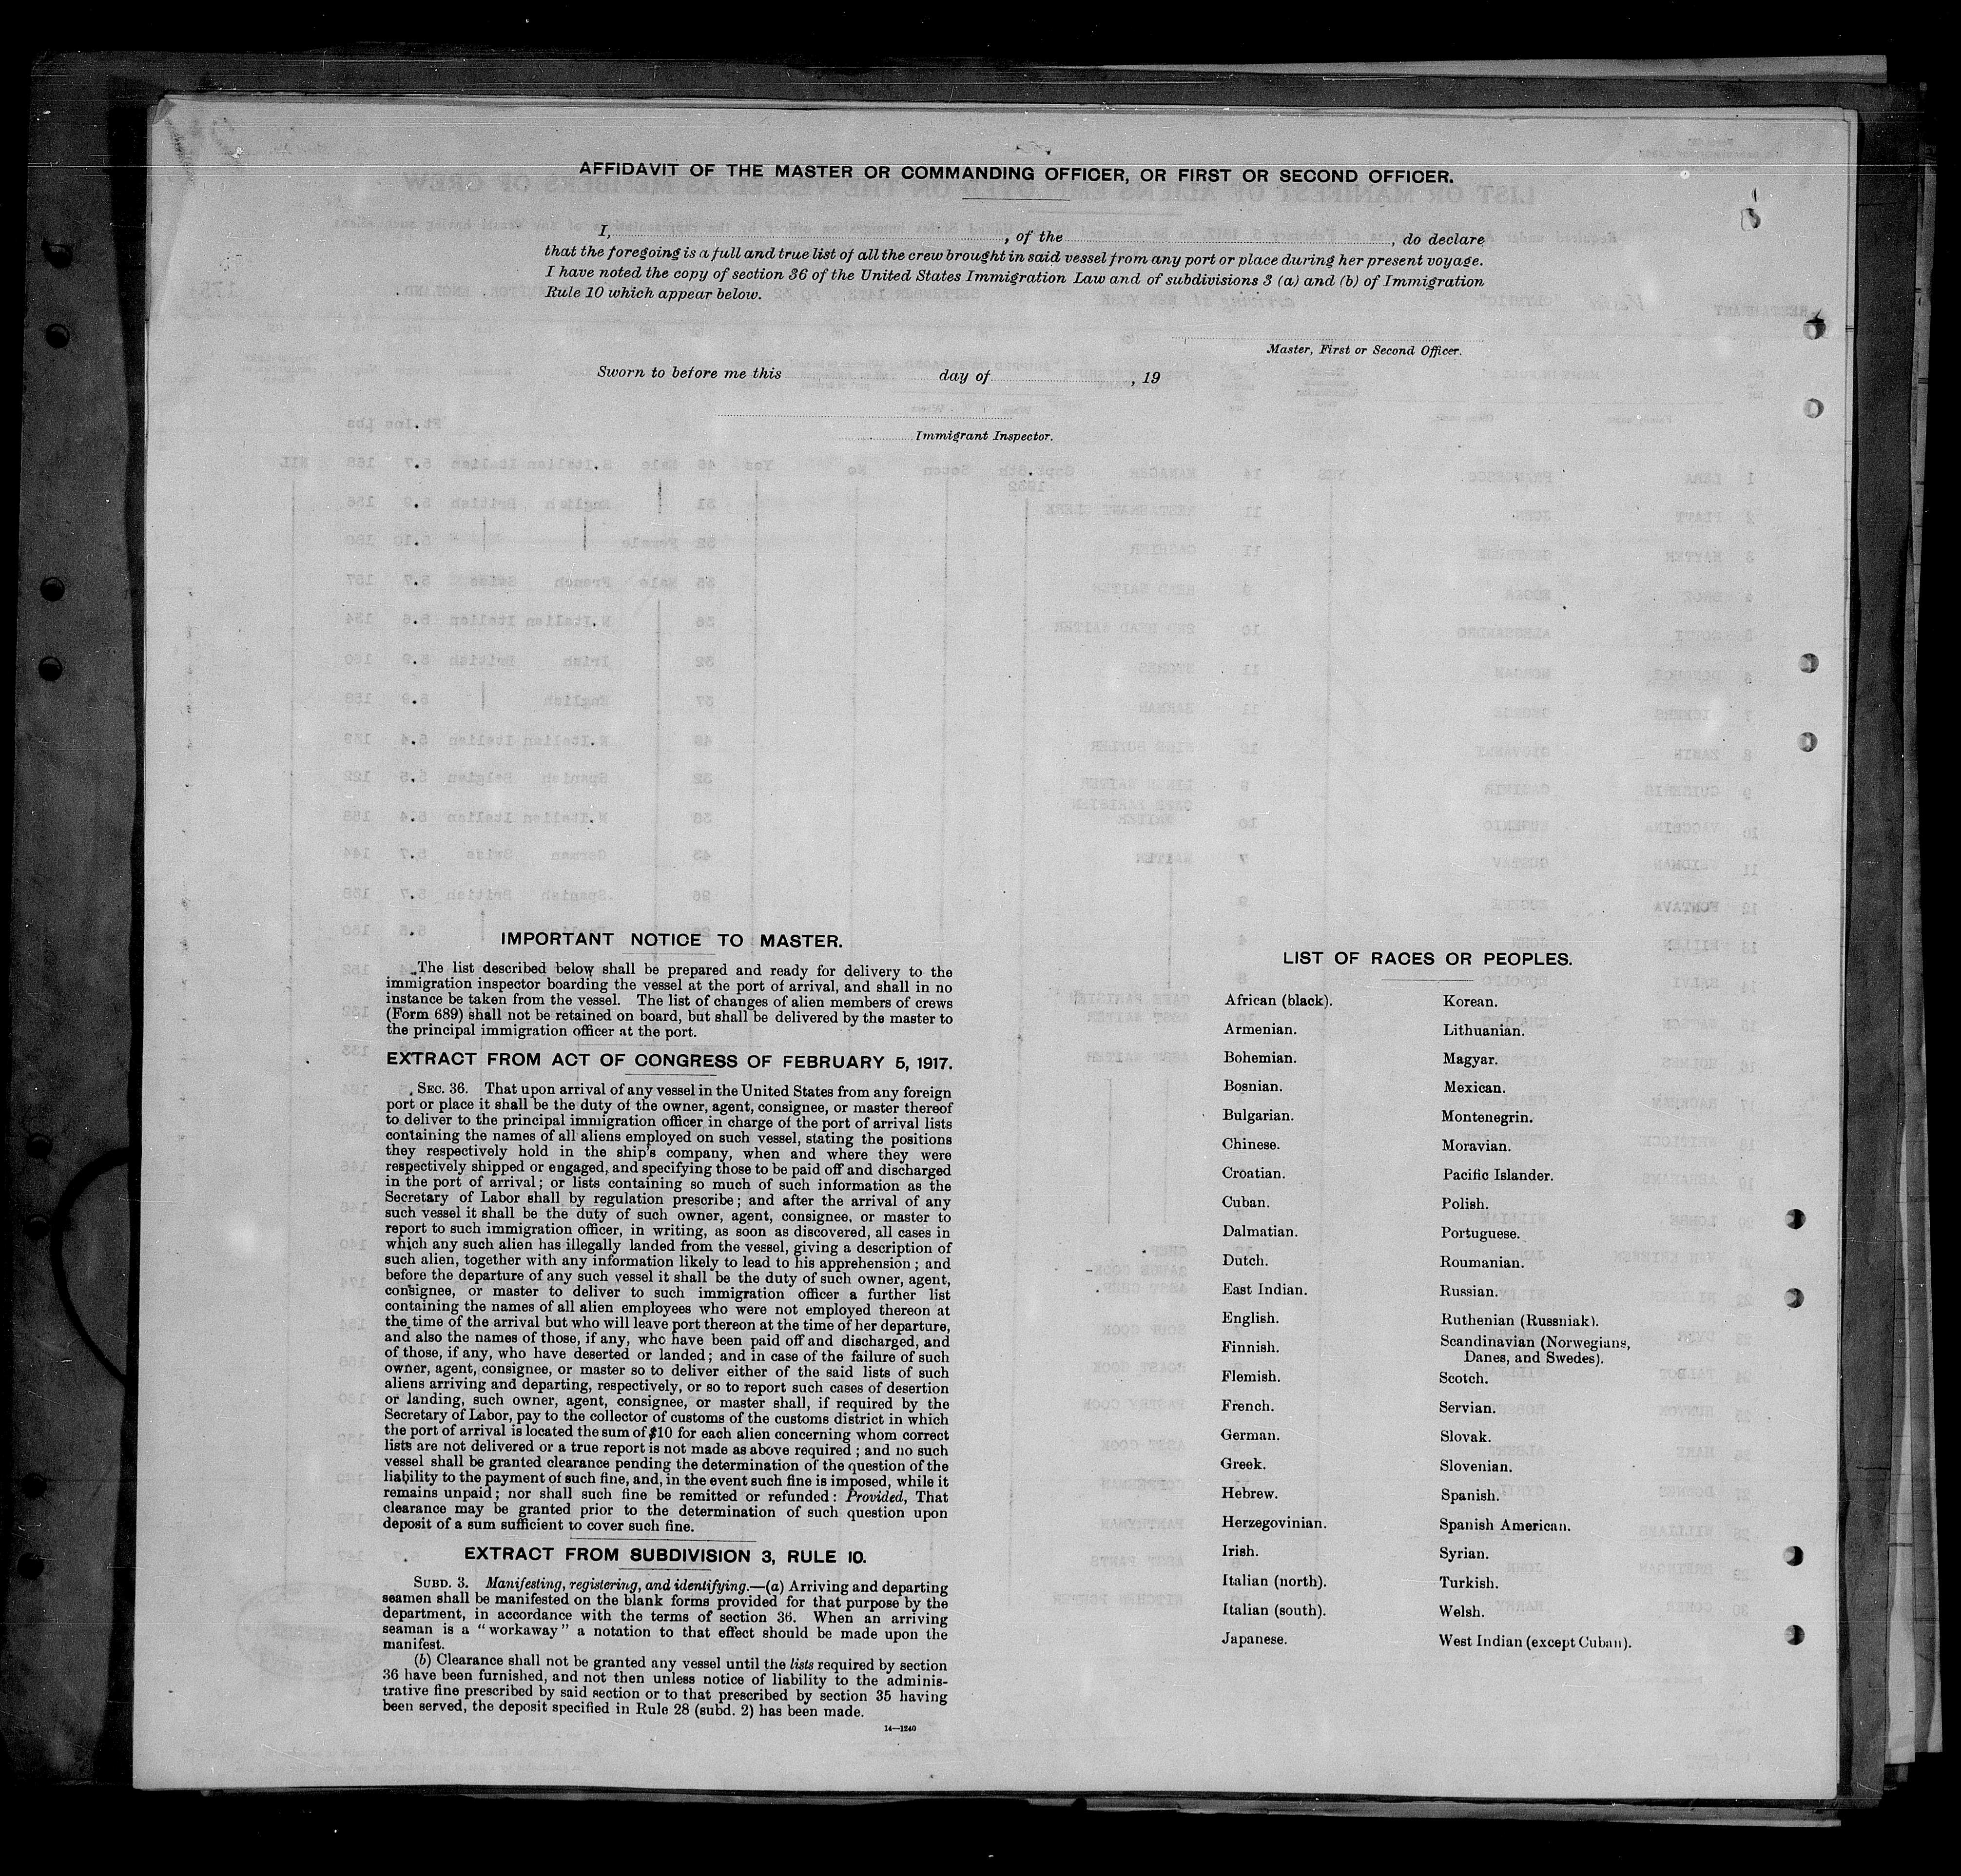 AFFIDAVIT OF THE MASTER OR COMMANDING OFFICER, OR FIRST OR SECOND OFFICER.
I, , of the , do declare
that the foregoing is a full and true list of all the crew brought in said vessel from any port or place during her present voyage.
I have noted the copy of section 36 of the United States Immigration Law and of subdivisions 3 (a) and (b) of Immigration
Rule 10 which appear below.
Master, First or Second Officer.
Sworn to before me this day of , 19
Immigrant Inspector.
IMPORTANT NOTICE TO MASTER.
The list described below shall be prepared and ready for delivery to the
immigration inspector boarding the vessel at the port of arrival, and shall in no
instance be taken from the vessel. The list of changes of alien members of crews
(Form 689) shall not be retained on board, but shall be delivered by the master to
the principal immigration officer at the port.
EXTRACT FROM ACT OF CONGRESS OF FEBRUARY 5, 1917.
SEC. 36. That upon arrival of any vessel in the United States from any foreign
port or place it shall be the duty of the owner, agent, consignee, or master thereof
to deliver to the principal immigration officer in charge of the port of arrival lists
containing the names of all aliens employed on such vessel, stating the positions
they respectively hold in the ship's company, when and where they were
respectively shipped or engaged, and specifying those to be paid off and discharged
in the port of arrival; or lists containing so much of such information as the
Secretary of Labor shall by regulation prescribe; and after the arrival of any
such vessel it shall be the duty of such owner, agent, consignee, or master to
report to such immigration officer, in writing, as soon as discovered, all cases in
which any such alien has illegally landed from the vessel, giving a description of
such alien, together with any information likely to lead to his apprehension; and
before the departure of any such vessel it shall be the duty of such owner, agent,
consignee, or master to deliver to such immigration officer a further list
containing the names of all alien employees who were not employed thereon at
the time of the arrival but who will leave port thereon at the time of her departure,
and also the names of those, if any, who have been paid off and discharged, and
of those, if any, who have deserted or landed; and in case of the failure of such
owner, agent, consignee, or master so to deliver either of the said lists of such
aliens arriving and departing, respectively, or so to report such cases of desertion
or landing, such owner, agent, consignee, or master shall, if required by the
Secretary of Labor, pay to the collector of customs of the customs district in which
the port of arrival is located the sum of $10 for each alien concerning whom correct
lists are not delivered or a true report is not made as above required; and no such
vessel shall be granted clearance pending the determination of the question of the
liability to the payment of such fine, and, in the event such fine is imposed, while it
remains unpaid; nor shall such fine be remitted or refunded: Provided, That
clearance may be granted prior to the determination of such question upon
deposit of a sum sufficient to cover such fine.
EXTRACT FROM SUBDIVISION 3, RULE 10.
SUBD. 3. Manifesting, registering, and identifying.—(a) Arriving and departing
seamen shall be manifested on the blank forms provided for that purpose by the
department, in accordance with the terms of section 36. When an arriving
seaman is a "workaway" a notation to that effect should be made upon the
manifest.
(b) Clearance shall not be granted any vessel until the lists required by section
36 have been furnished, and not then unless notice of liability to the adminis-
trative fine prescribed by said section or to that prescribed by section 35 having
been served, the deposit specified in Rule 28 (subd. 2) has been made.
14—1240
LIST OF RACES OR PEOPLES.
African (black).
Armenian.
Bohemian.
Bosnian.
Bulgarian.
Chinese.
Croatian.
Cuban.
Dalmatian.
Dutch.
East Indian.
English.
Finnish.
Flemish.
French.
German.
Greek.
Hebrew.
Herzegovinian.
Irish.
Italian (north).
Italian (south).
Japanese.
Korean.
Lithuanian.
Magyar.
Mexican.
Montenegrin.
Moravian.
Pacific Islander.
Polish.
Portuguese.
Roumanian.
Russian.
Ruthenian (Russniak).
Scandinavian (Norwegians,
Danes, and Swedes).
Scotch.
Servian.
Slovak.
Slovenian.
Spanish.
Spanish American.
Syrian.
Turkish.
Welsh.
West Indian (except Cuban).